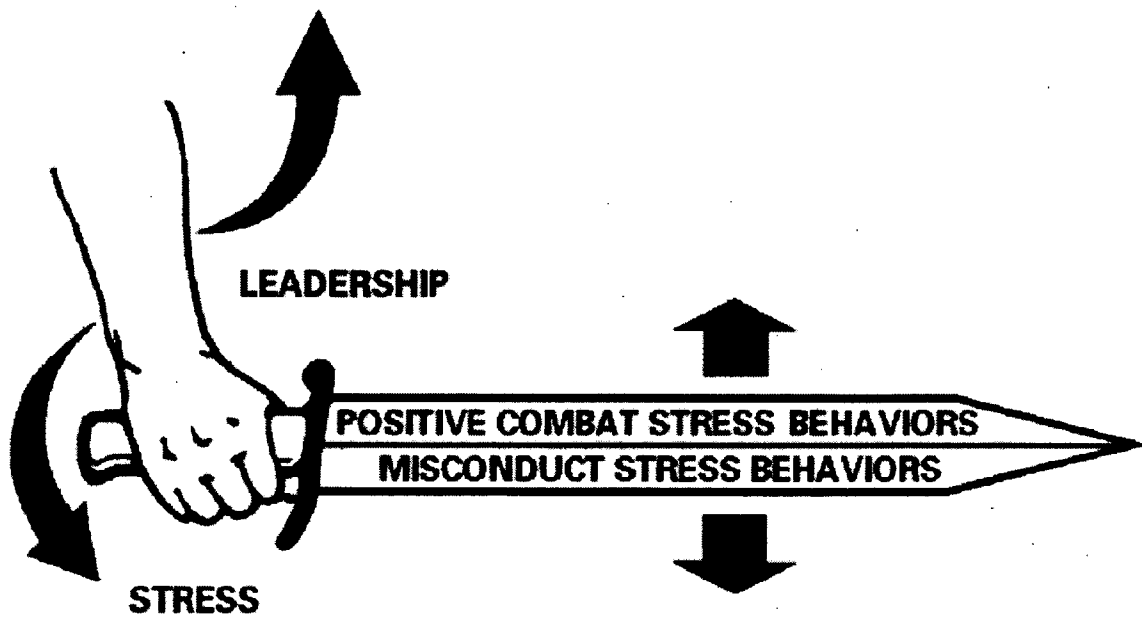 LEADERSHIP
POSITIVE COMBAT STRESS BEHAVIORS
MISCONDUCT STRESS BEHAVIORS
STRESS